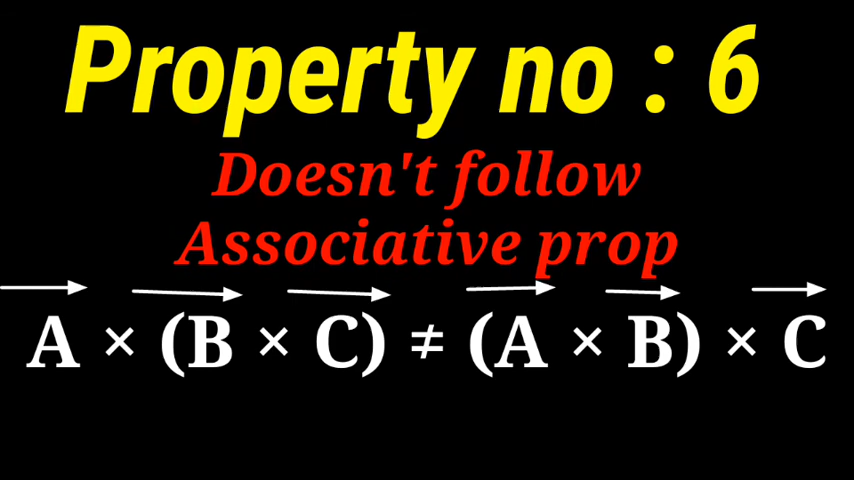 Property no : 6
Doesn't follow
Associative prop
A × (B × C) ≠ (A × B) × C